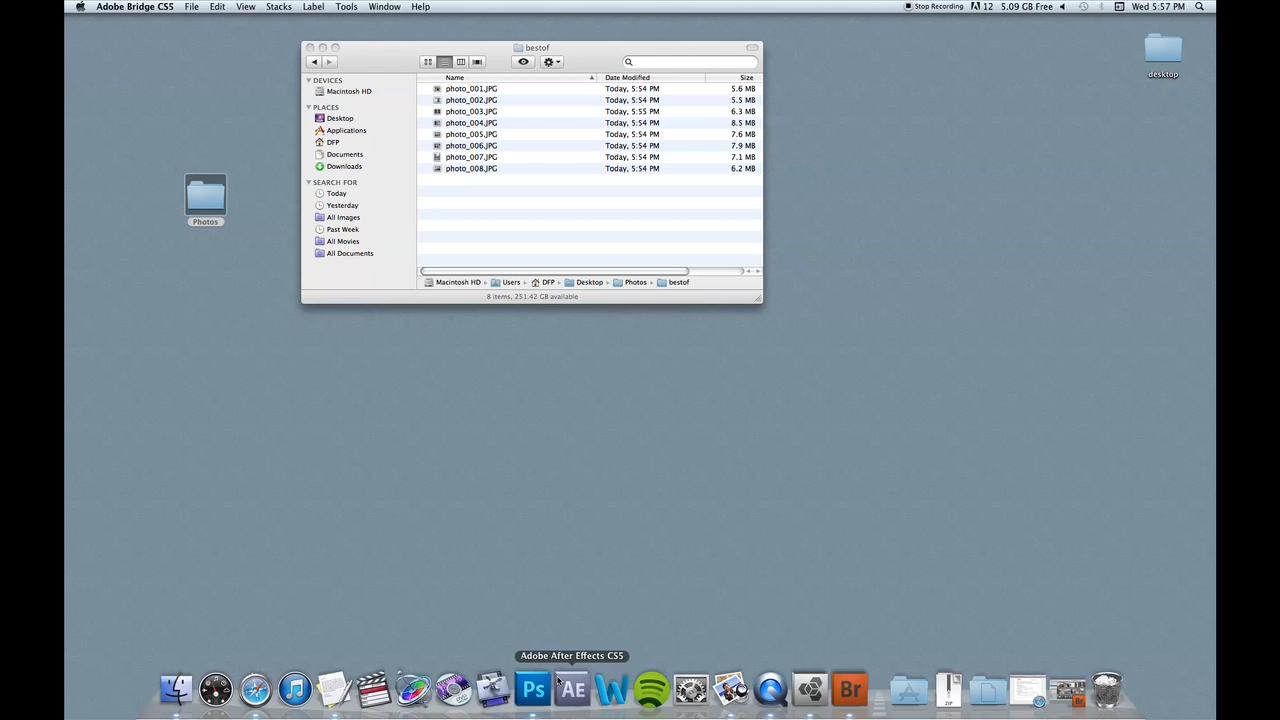 Adobe Bridge CS5 File Edit View Stacks Label Tools Window Help Stop Recording 12 5.09 GB Free Wed 5:57 PM
desktop
bestof
DEVICES
Macintosh HD
PLACES
Desktop
Applications
DFP
Documents
Downloads
SEARCH FOR
Today
Yesterday
All Images
Past Week
All Movies
All Documents
Name Date Modified Size
photo_001.JPG Today, 5:54 PM 5.6 MB
photo_002.JPG Today, 5:54 PM 5.5 MB
photo_003.JPG Today, 5:55 PM 6.3 MB
photo_004.JPG Today, 5:54 PM 8.5 MB
photo_005.JPG Today, 5:54 PM 7.6 MB
photo_006.JPG Today, 5:54 PM 7.9 MB
photo_007.JPG Today, 5:54 PM 7.1 MB
photo_008.JPG Today, 5:54 PM 6.2 MB
Macintosh HD Users DFP Desktop Photos bestof
8 items, 251.42 GB available
Photos
Adobe After Effects CS5
Ps AE W Br
ZIP
Br